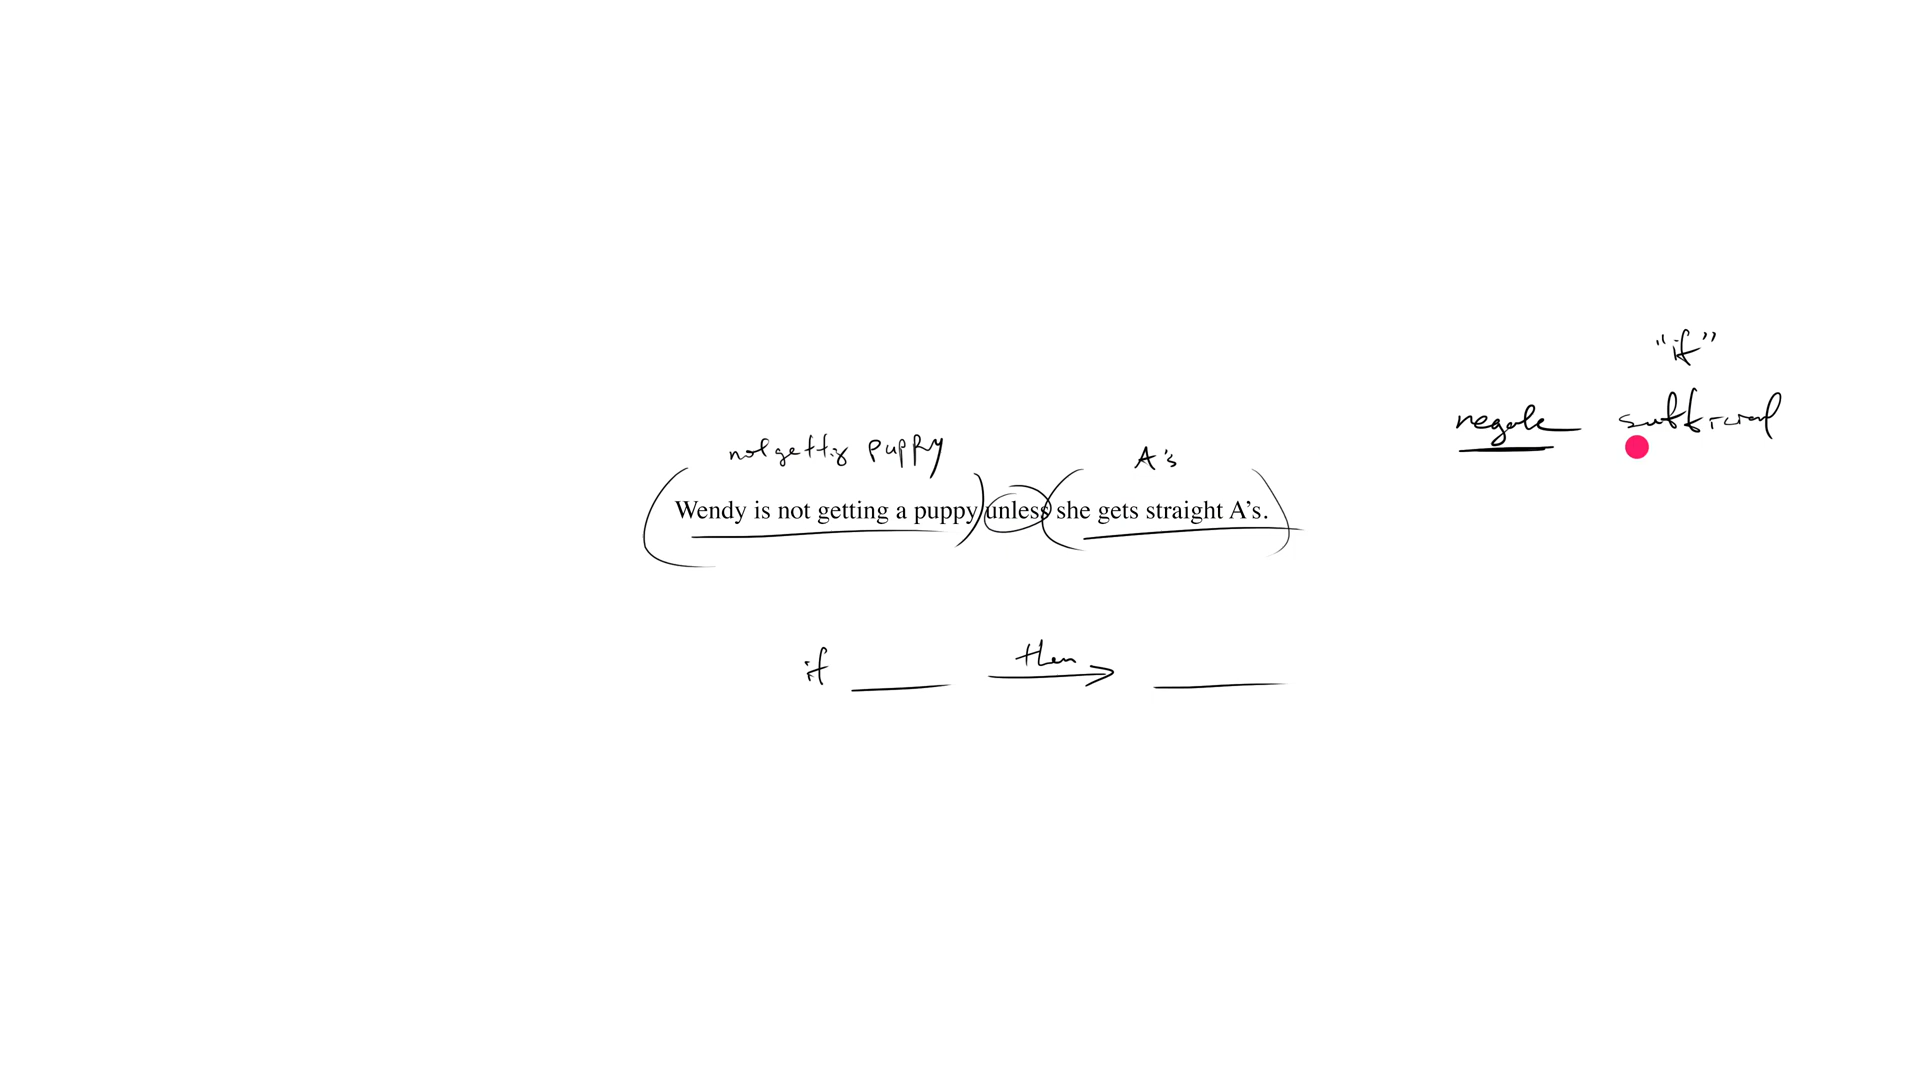 "if"
negate sufficient
not getting puppy A's
Wendy is not getting a puppy unless she gets straight A's.
if then